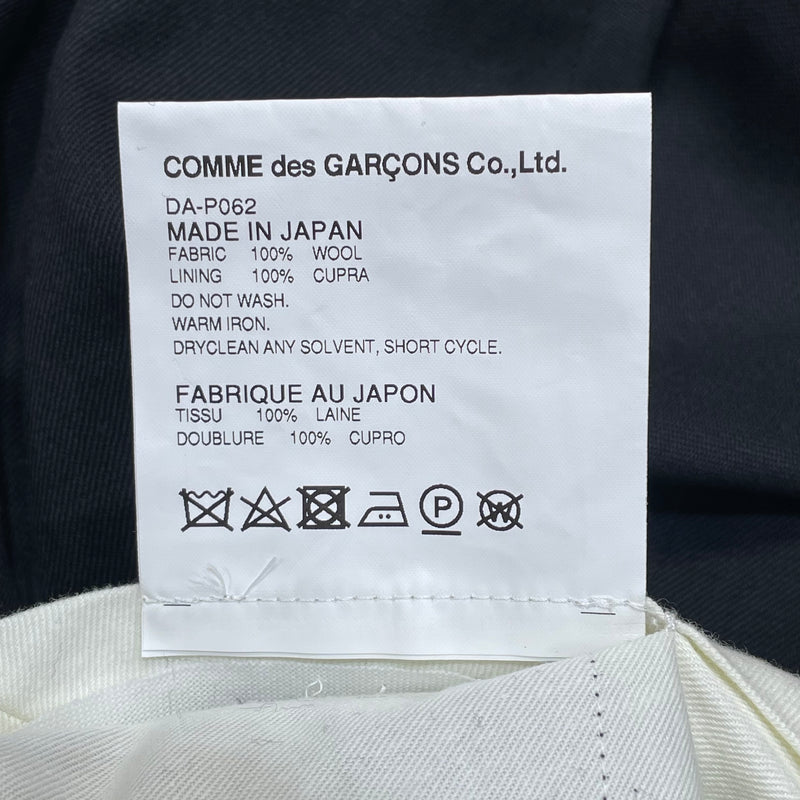 COMME des GARÇONS Co.,Ltd.
DA-P062
MADE IN JAPAN
FABRIC 100% WOOL
LINING 100% CUPRA
DO NOT WASH.
WARM IRON.
DRYCLEAN ANY SOLVENT, SHORT CYCLE.
FABRIQUE AU JAPON
TISSU 100% LAINE
DOUBLURE 100% CUPRO
P W